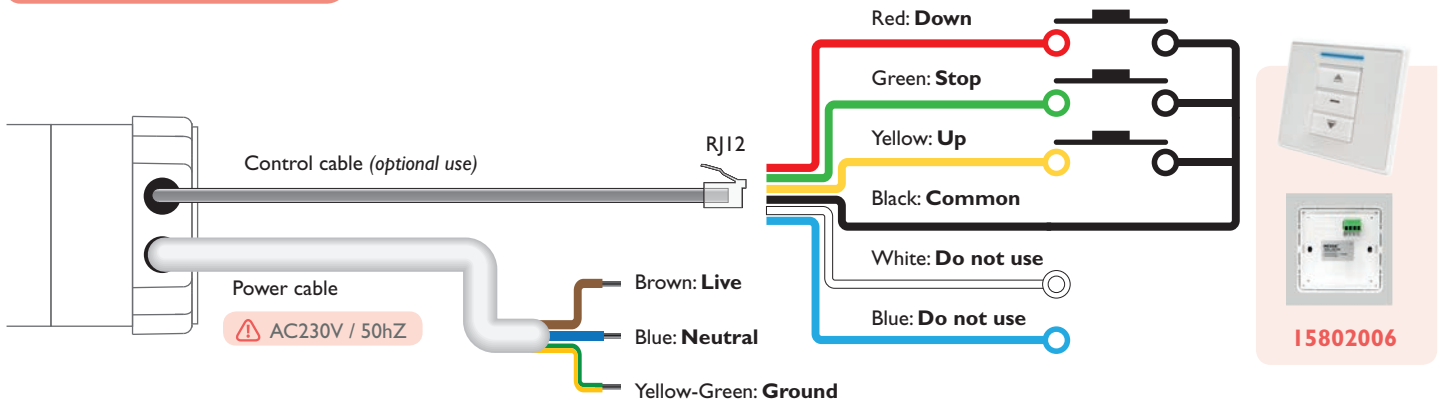 Red: Down
Green: Stop
Yellow: Up
RJ12
Control cable (optional use)
Black: Common
White: Do not use
Blue: Do not use
Power cable
AC230V / 50hZ
Brown: Live
Blue: Neutral
Yellow-Green: Ground
15802006